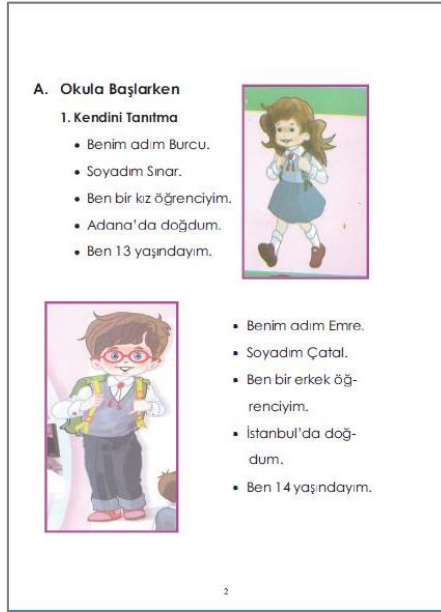 A. Okula Başlarken
1. Kendini Tanıtma
• Benim adım Burcu.
• Soyadım Sınar.
• Ben bir kız öğrenciyim.
• Adana'da doğdum.
• Ben 13 yaşındayım.
• Benim adım Emre.
• Soyadım Çatal.
• Ben bir erkek öğ-
renciyim.
• İstanbul'da doğ-
dum.
• Ben 14 yaşındayım.
2